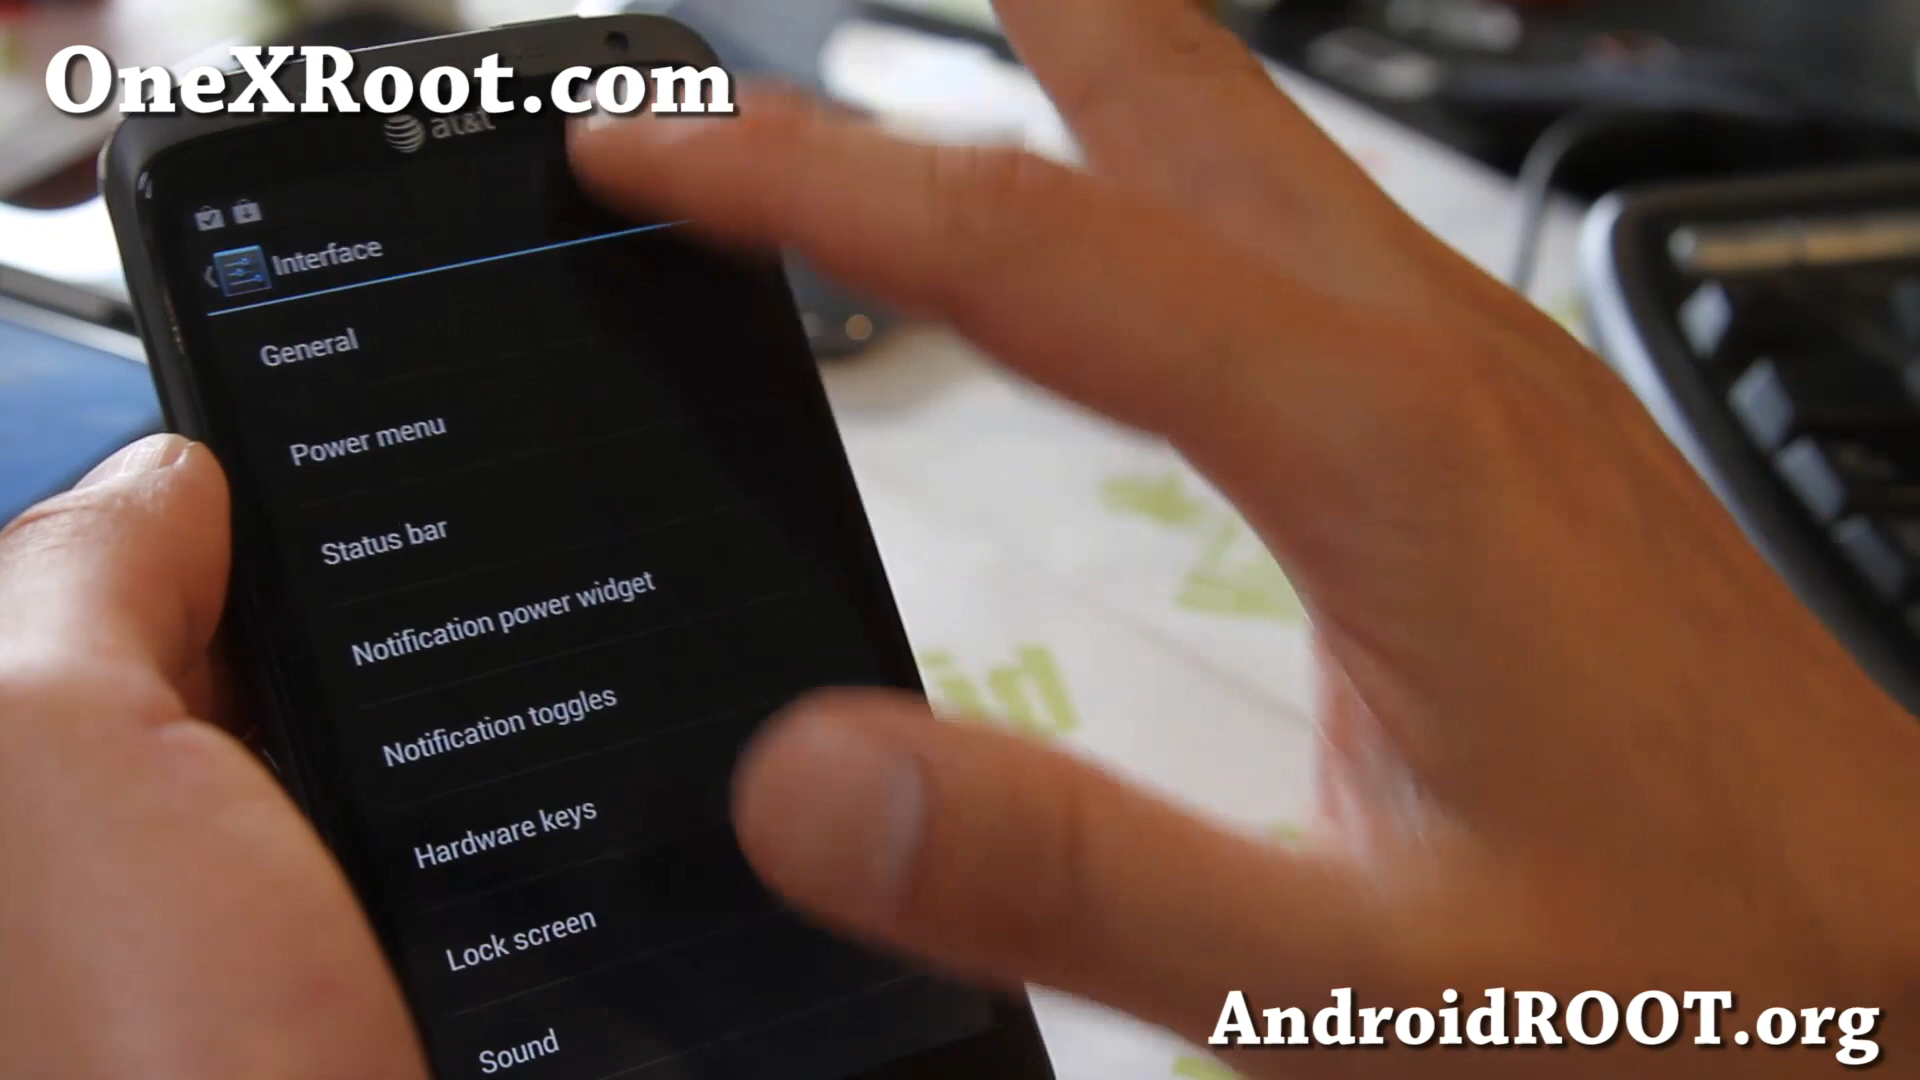 OneXRoot.com
at&t
Interface
General
Power menu
Status bar
Notification power widget
Notification toggles
Hardware keys
Lock screen
Sound
AndroidROOT.org